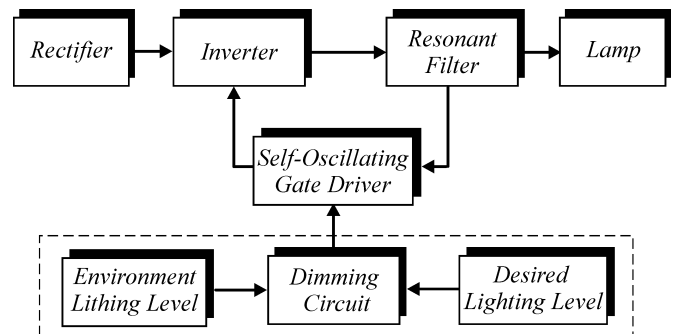 Rectifier
Inverter
Resonant
Filter
Lamp
Self-Oscillating
Gate Driver
Environment
Lithing Level
Dimming
Circuit
Desired
Lighting Level